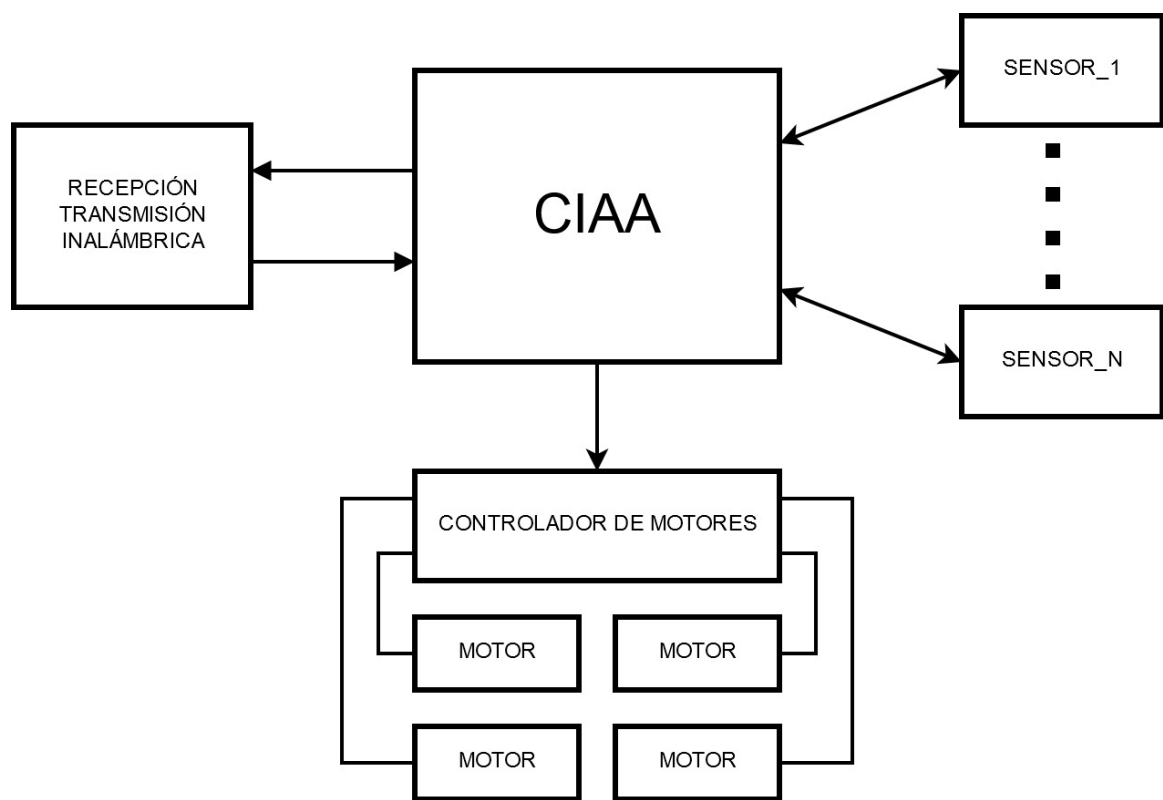 SENSOR_1
RECEPCIÓN
TRANSMISIÓN
INALÁMBRICA
CIAA
SENSOR_N
CONTROLADOR DE MOTORES
MOTOR
MOTOR
MOTOR
MOTOR